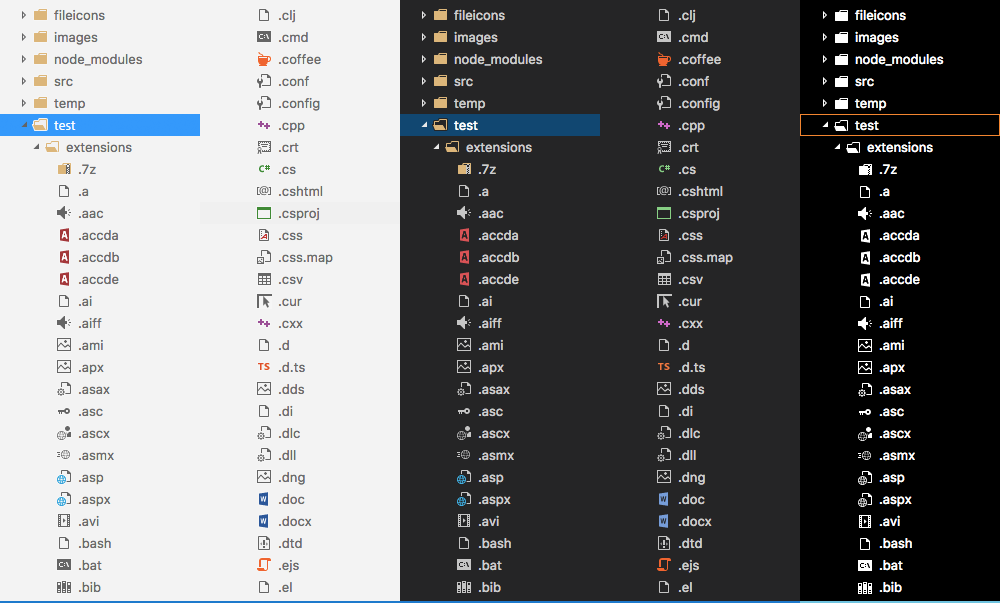 fileicons
images
node_modules
src
temp
test
extensions
.7z
.a
.aac
.accda
.accdb
.accde
.ai
.aiff
.ami
.apx
.asax
.asc
.ascx
.asmx
.asp
.aspx
.avi
.bash
.bat
.bib
.clj
.cmd
.coffee
.conf
.config
.cpp
.crt
C# .cs
.cshtml
.csproj
.css
.css.map
.csv
.cur
.cxx
.d
TS .d.ts
.dds
.di
.dlc
.dll
.dng
.doc
.docx
.dtd
.ejs
.el
fileicons
images
node_modules
src
temp
test
extensions
.7z
.a
.aac
.accda
.accdb
.accde
.ai
.aiff
.ami
.apx
.asax
.asc
.ascx
.asmx
.asp
.aspx
.avi
.bash
.bat
.bib
.clj
.cmd
.coffee
.conf
.config
.cpp
.crt
C# .cs
.cshtml
.csproj
.css
.css.map
.csv
.cur
.cxx
.d
TS .d.ts
.dds
.di
.dlc
.dll
.dng
.doc
.docx
.dtd
.ejs
.el
fileicons
images
node_modules
src
temp
test
extensions
.7z
.a
.aac
.accda
.accdb
.accde
.ai
.aiff
.ami
.apx
.asax
.asc
.ascx
.asmx
.asp
.aspx
.avi
.bash
.bat
.bib